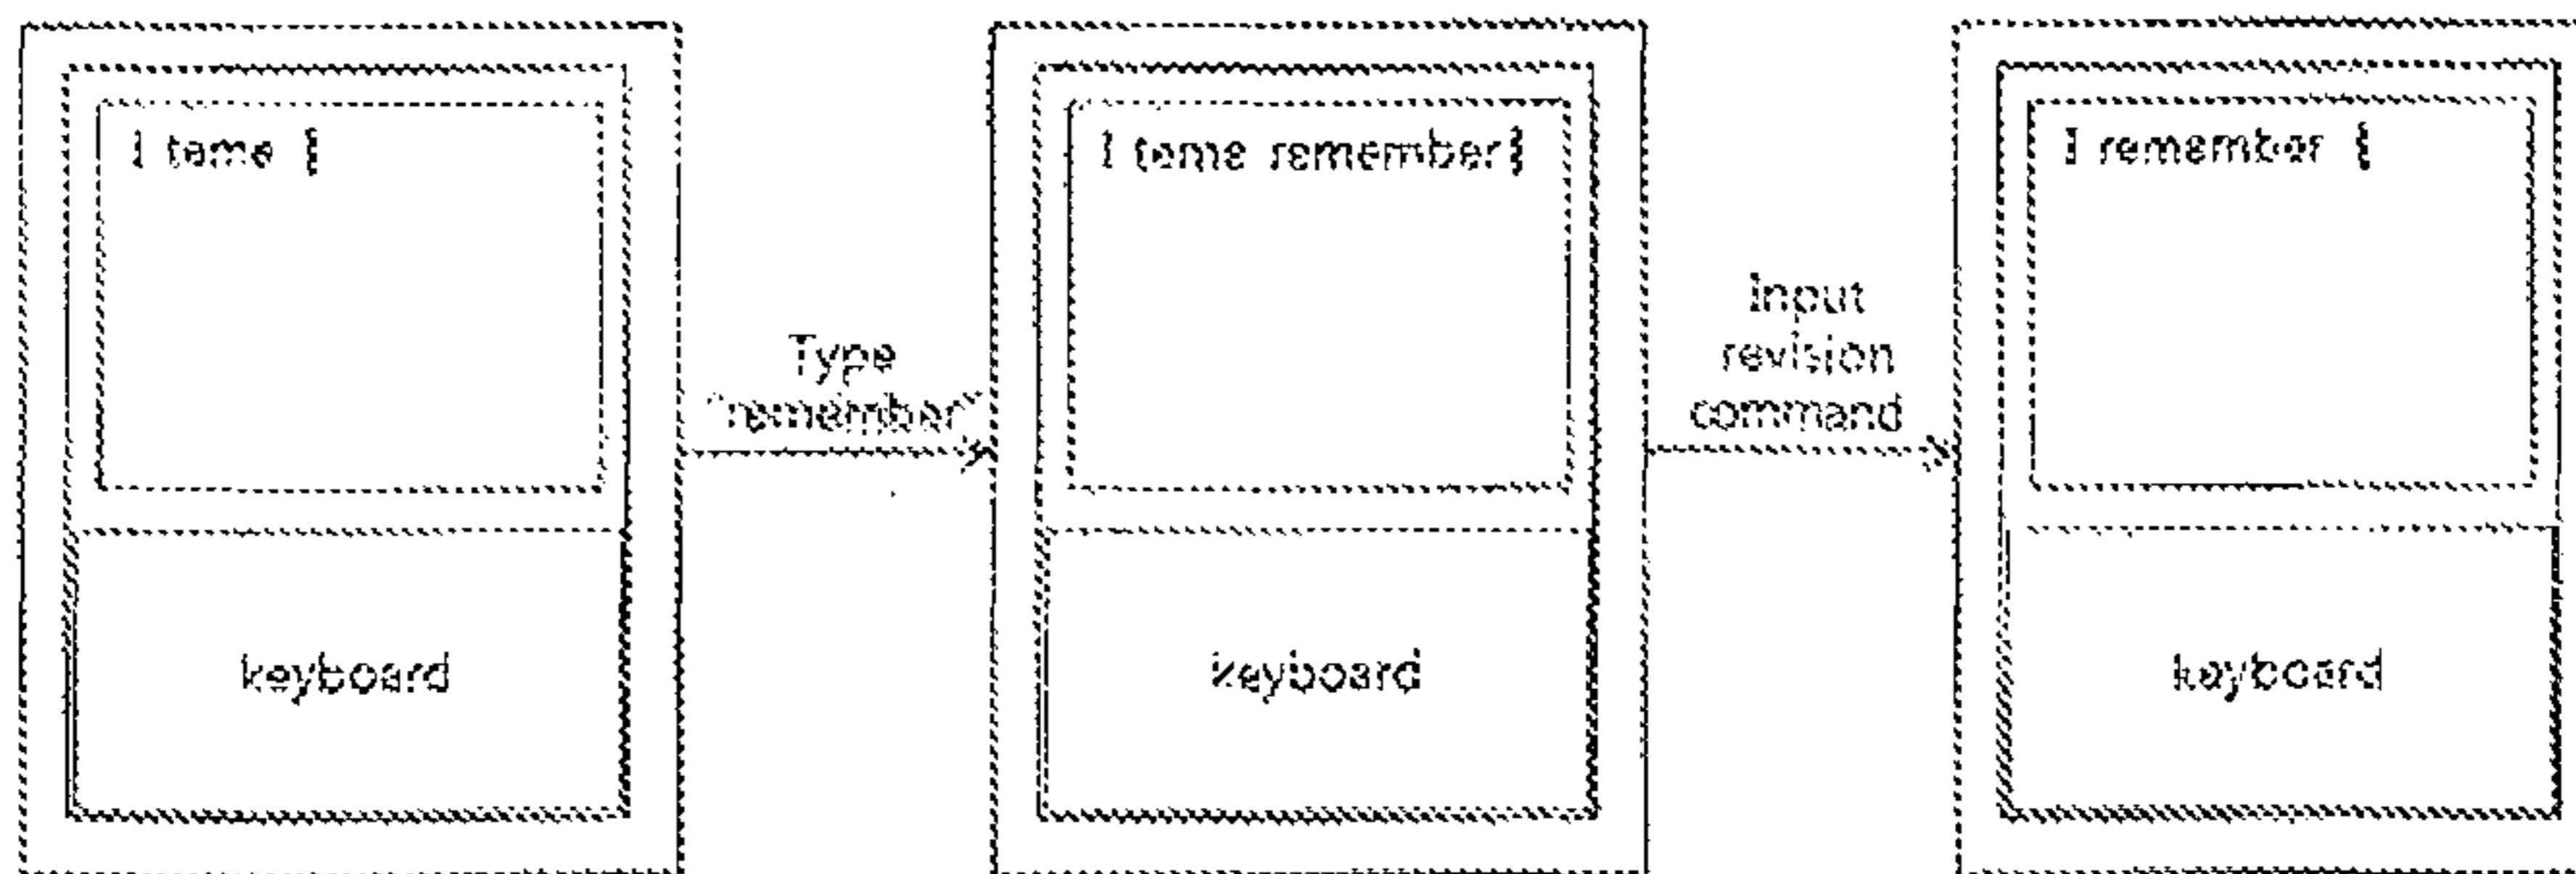 I teme |
keyboard
Type
"remember"
I teme remember|
keyboard
Input
revision
command
I remember |
keyboard